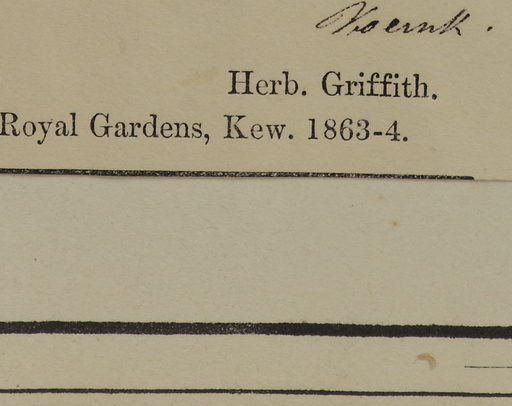 Herb. Griffith.
Royal Gardens, Kew. 1863-4.